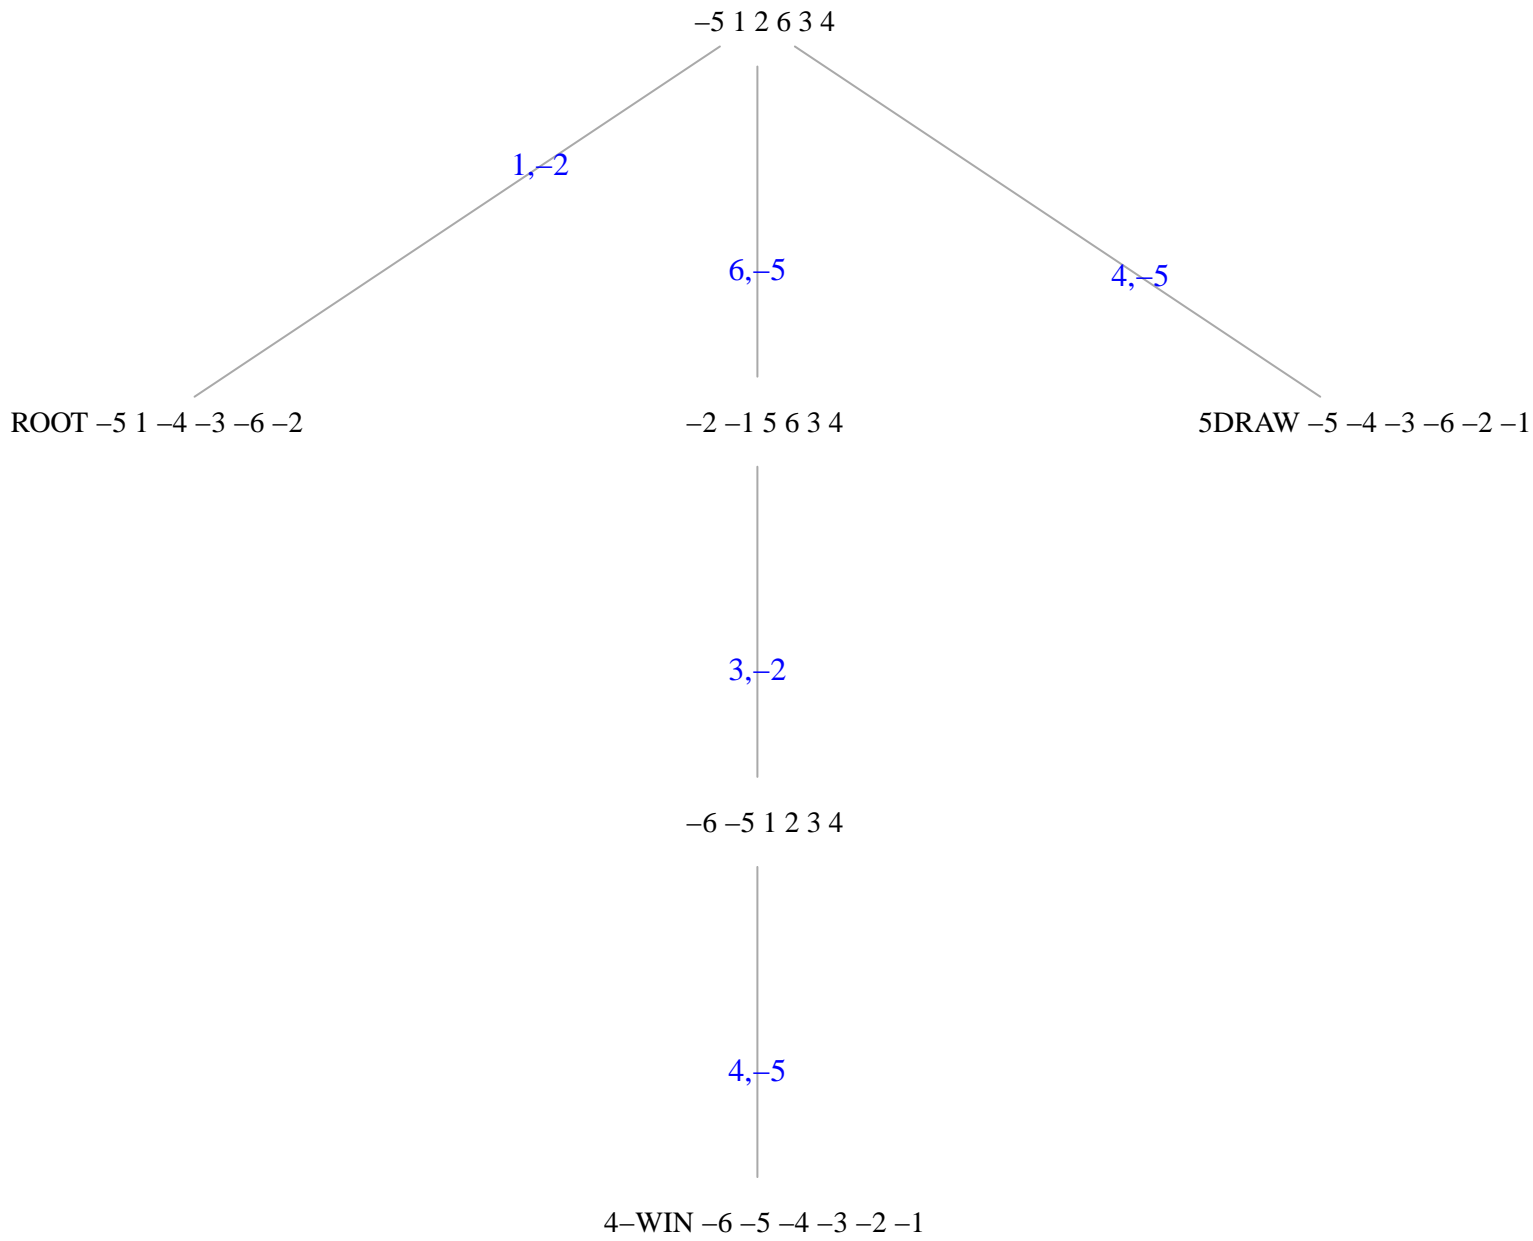 –5 1 2 6 3 4
1,–2
6,–5
4,–5
ROOT –5 1 –4 –3 –6 –2
–2 –1 5 6 3 4
5DRAW –5 –4 –3 –6 –2 –1
3,–2
–6 –5 1 2 3 4
4,–5
4–WIN –6 –5 –4 –3 –2 –1